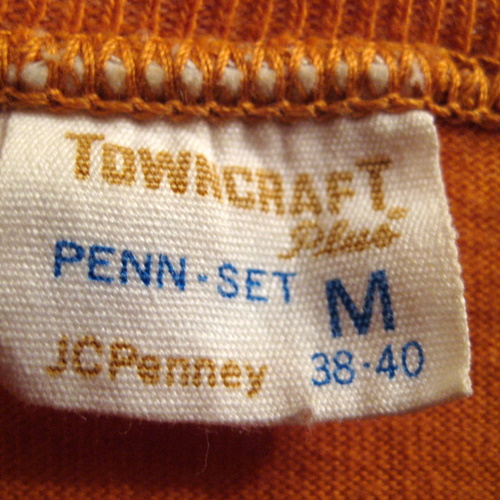 TOWNCRAFT
Plus
PENN-SET M
JCPenney 38-40